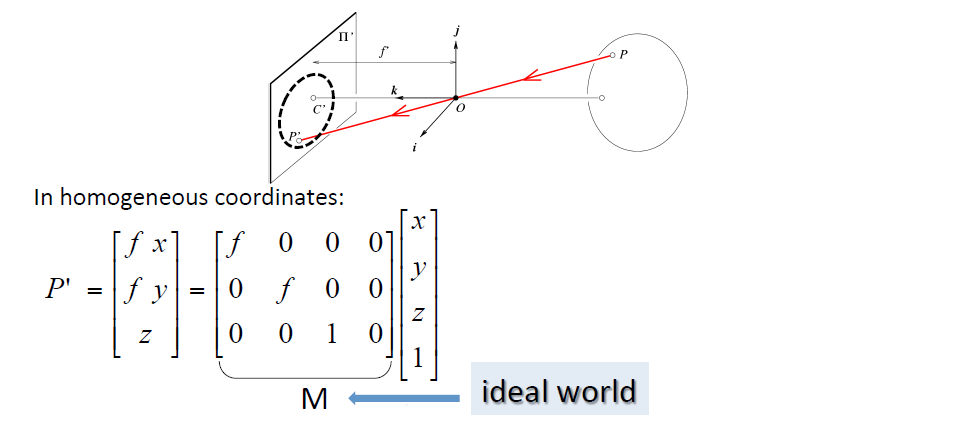 Π'
j
f
P
k
C'
O
P'
i
In homogeneous coordinates:
P' = [f x; f y; z] = [f 0 0 0; 0 f 0 0; 0 0 1 0] [x; y; z; 1]
M
ideal world